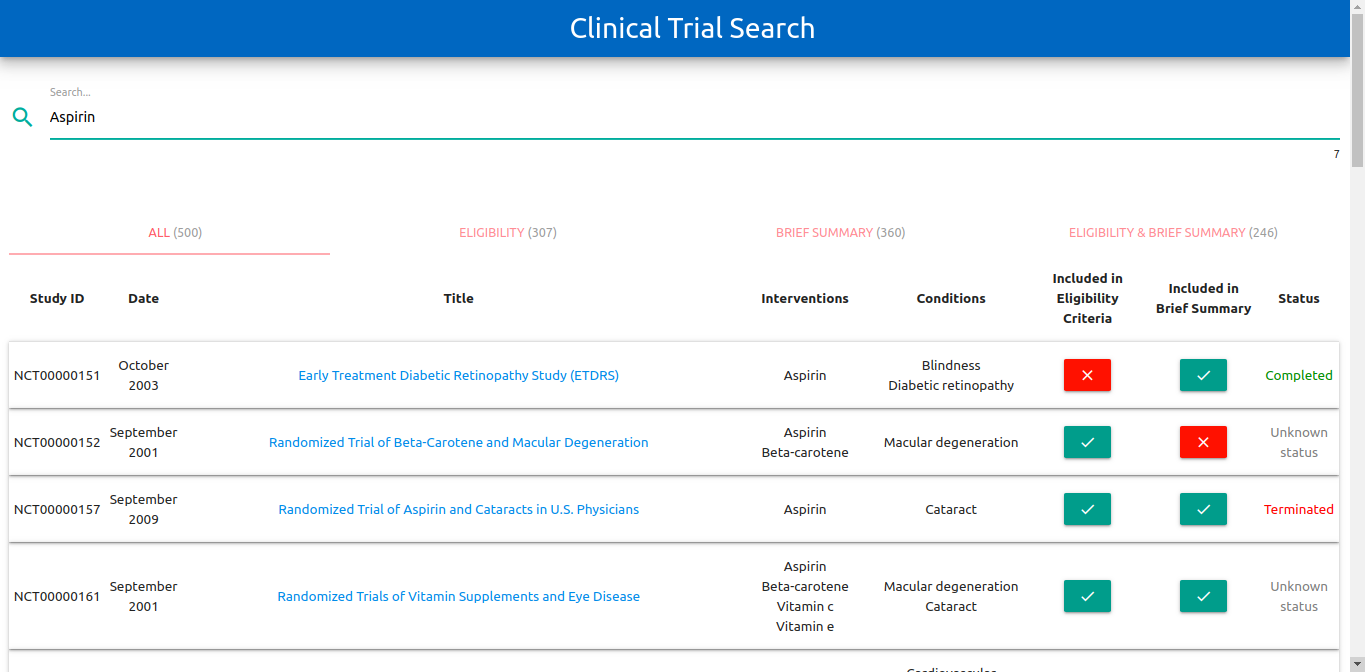 Clinical Trial Search
Search...
Aspirin
7
ALL (500)
ELIGIBILITY (307)
BRIEF SUMMARY (360)
ELIGIBILITY & BRIEF SUMMARY (246)
Study ID
Date
Title
Interventions
Conditions
Included in
Eligibility
Criteria
Included in
Brief Summary
Status
NCT00000151
October
2003
Early Treatment Diabetic Retinopathy Study (ETDRS)
Aspirin
Blindness
Diabetic retinopathy
Completed
NCT00000152
September
2001
Randomized Trial of Beta-Carotene and Macular Degeneration
Aspirin
Beta-carotene
Macular degeneration
Unknown
status
NCT00000157
September
2009
Randomized Trial of Aspirin and Cataracts in U.S. Physicians
Aspirin
Cataract
Terminated
NCT00000161
September
2001
Randomized Trials of Vitamin Supplements and Eye Disease
Aspirin
Beta-carotene
Vitamin c
Vitamin e
Macular degeneration
Cataract
Unknown
status